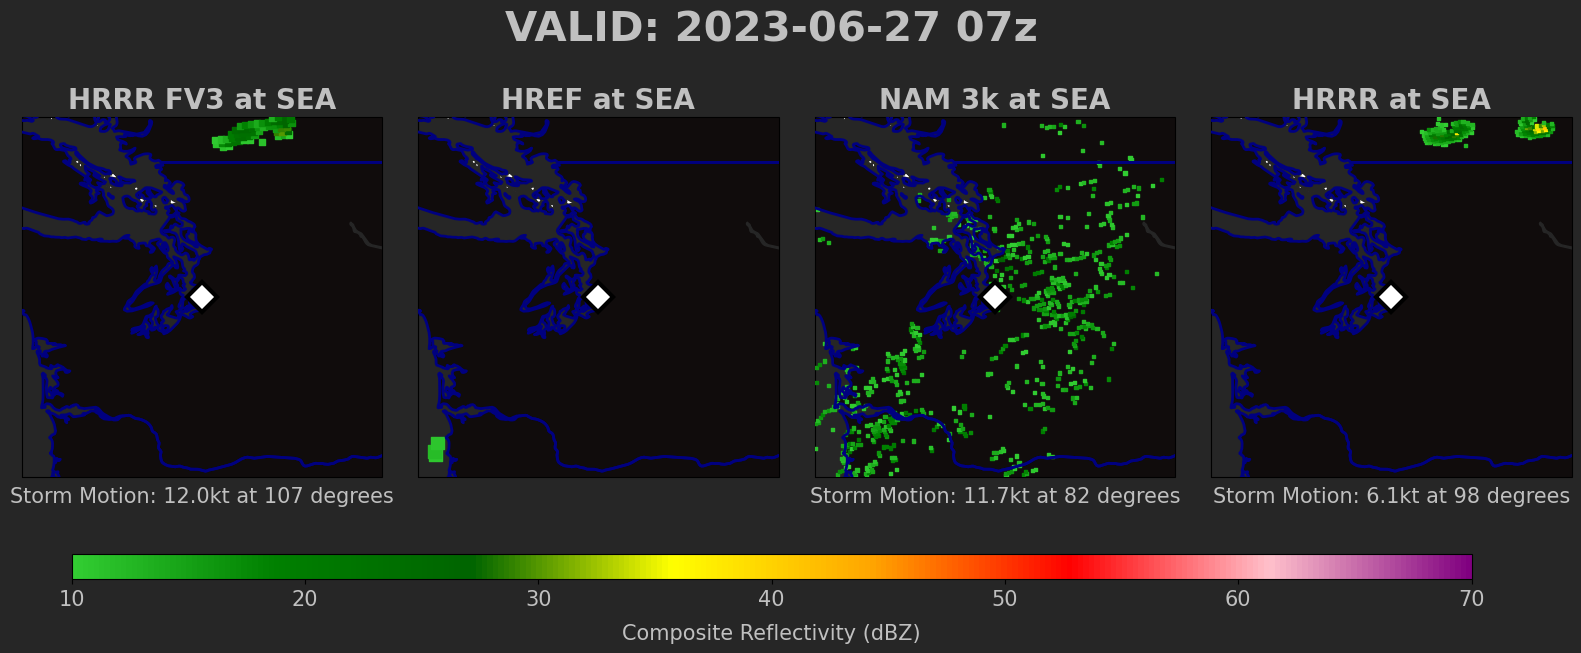 VALID: 2023-06-27 07z
HRRR FV3 at SEA
HREF at SEA
NAM 3k at SEA
HRRR at SEA
Storm Motion: 12.0kt at 107 degrees
Storm Motion: 11.7kt at 82 degrees
Storm Motion: 6.1kt at 98 degrees
10 20 30 40 50 60 70
Composite Reflectivity (dBZ)